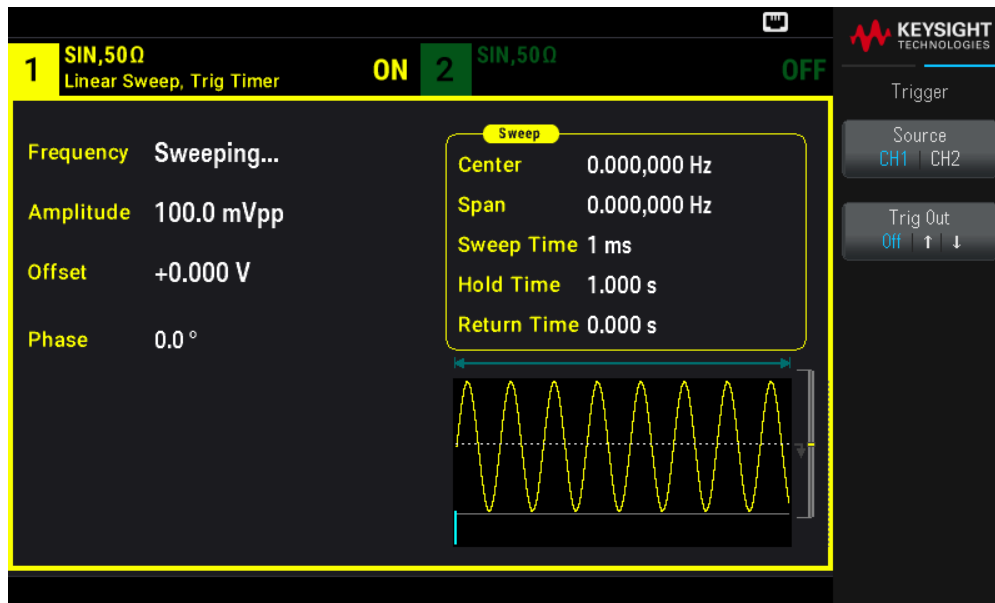 KEYSIGHT
TECHNOLOGIES
1 SIN,50Ω
Linear Sweep, Trig Timer
ON
2 SIN,50Ω
OFF
Frequency Sweeping...
Amplitude 100.0 mVpp
Offset +0.000 V
Phase 0.0 °
Sweep
Center 0.000,000 Hz
Span 0.000,000 Hz
Sweep Time 1 ms
Hold Time 1.000 s
Return Time 0.000 s
Trigger
Source
CH1 | CH2
Trig Out
Off | ↑ | ↓